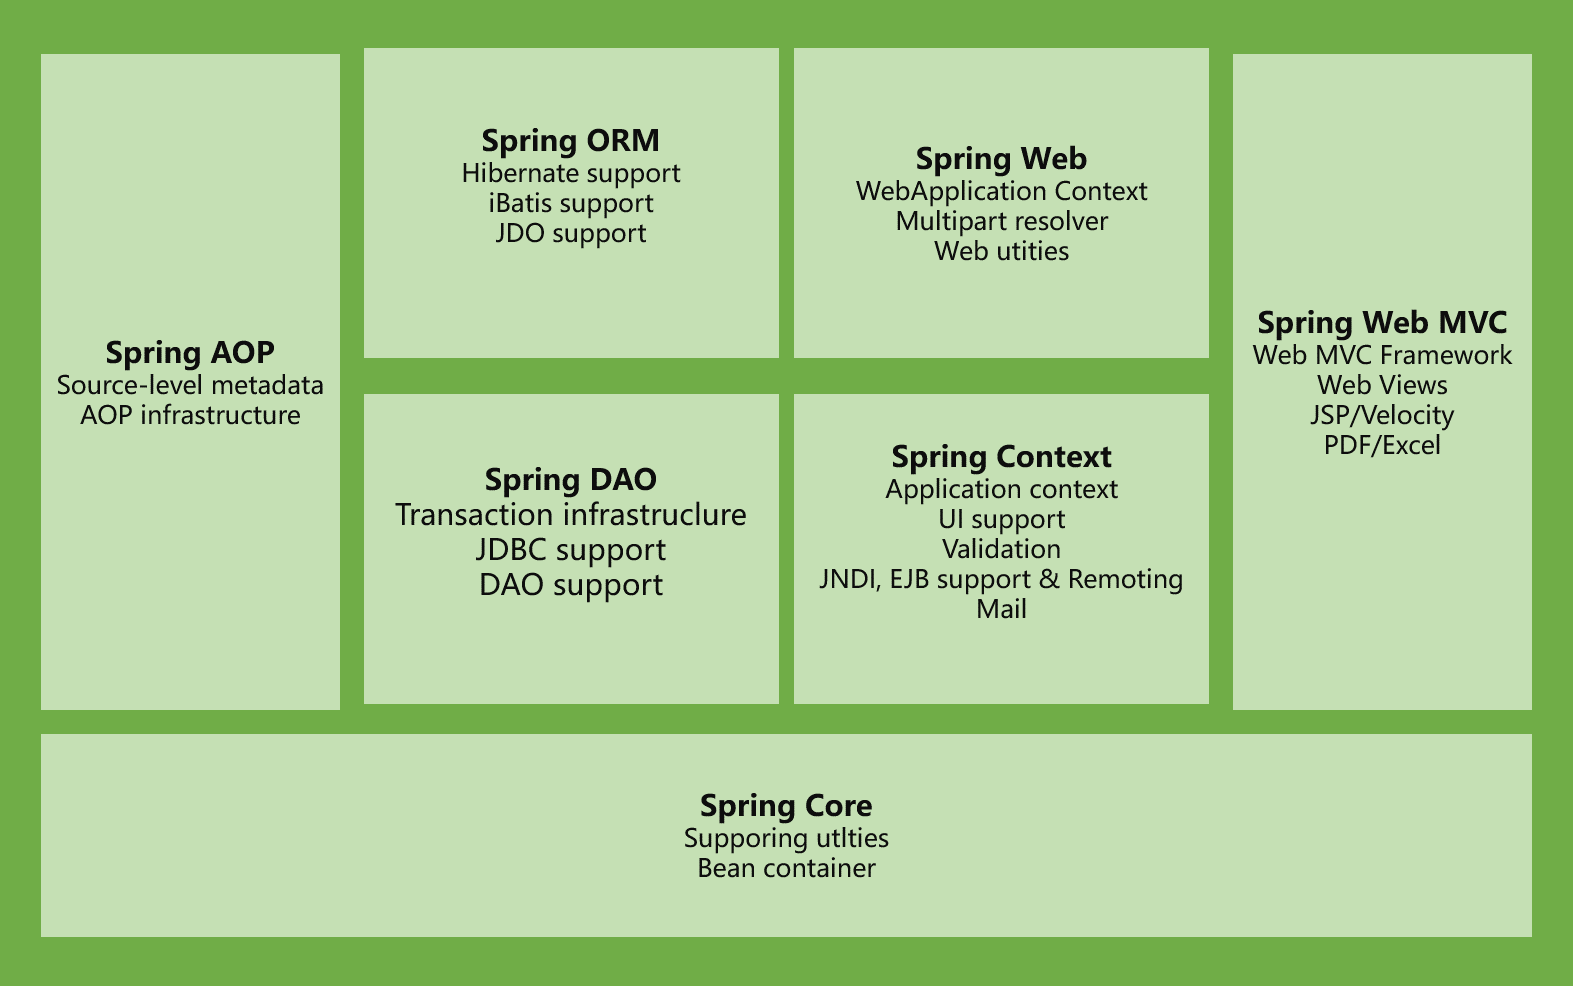 Spring AOP
Source-level metadata
AOP infrastructure
Spring ORM
Hibernate support
iBatis support
JDO support
Spring Web
WebApplication Context
Multipart resolver
Web utities
Spring DAO
Transaction infrastruclure
JDBC support
DAO support
Spring Context
Application context
UI support
Validation
JNDI, EJB support & Remoting
Mail
Spring Web MVC
Web MVC Framework
Web Views
JSP/Velocity
PDF/Excel
Spring Core
Supporing utlties
Bean container